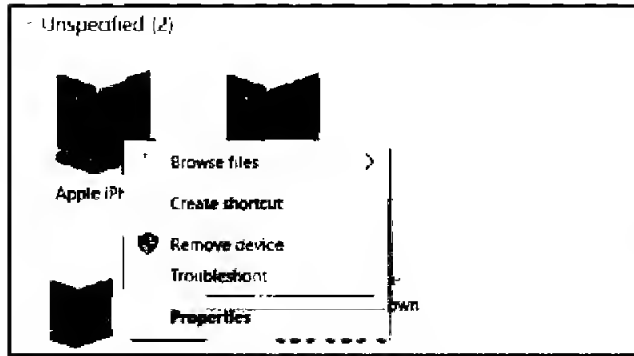 Unspecified (2)
Apple iPh
Browse files
Create shortcut
Remove device
Troubleshoot
own
Properties